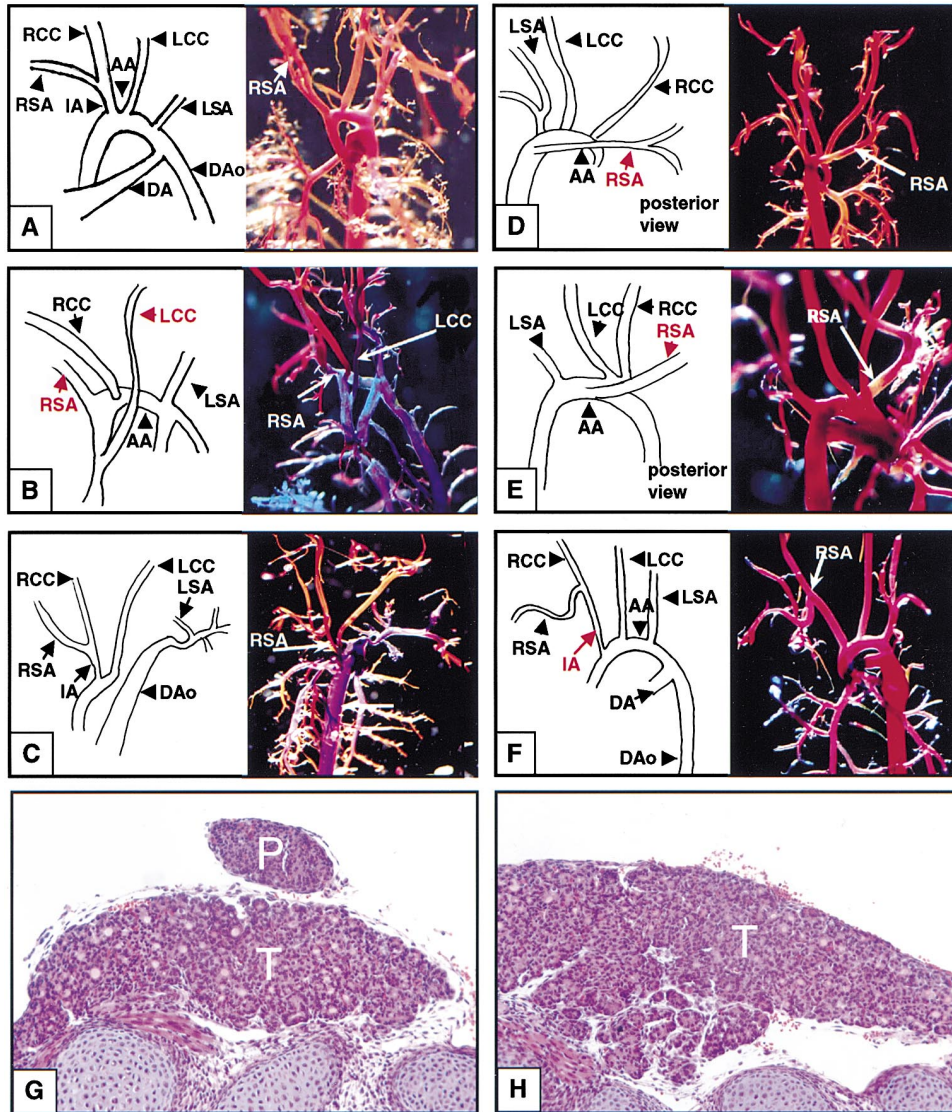 RCC
LCC
AA
RSA
IA
LSA
DAo
DA
A
RSA
LSA
LCC
RCC
AA
RSA
posterior
view
D
RSA
RCC
LCC
RSA
LSA
AA
B
LCC
RSA
LSA
LCC
RCC
RSA
AA
posterior
view
E
RSA
RCC
LCC
LSA
RSA
IA
DAo
C
RSA
RCC
LCC
AA
LSA
RSA
IA
DA
DAo
F
RSA
P
T
G
T
H